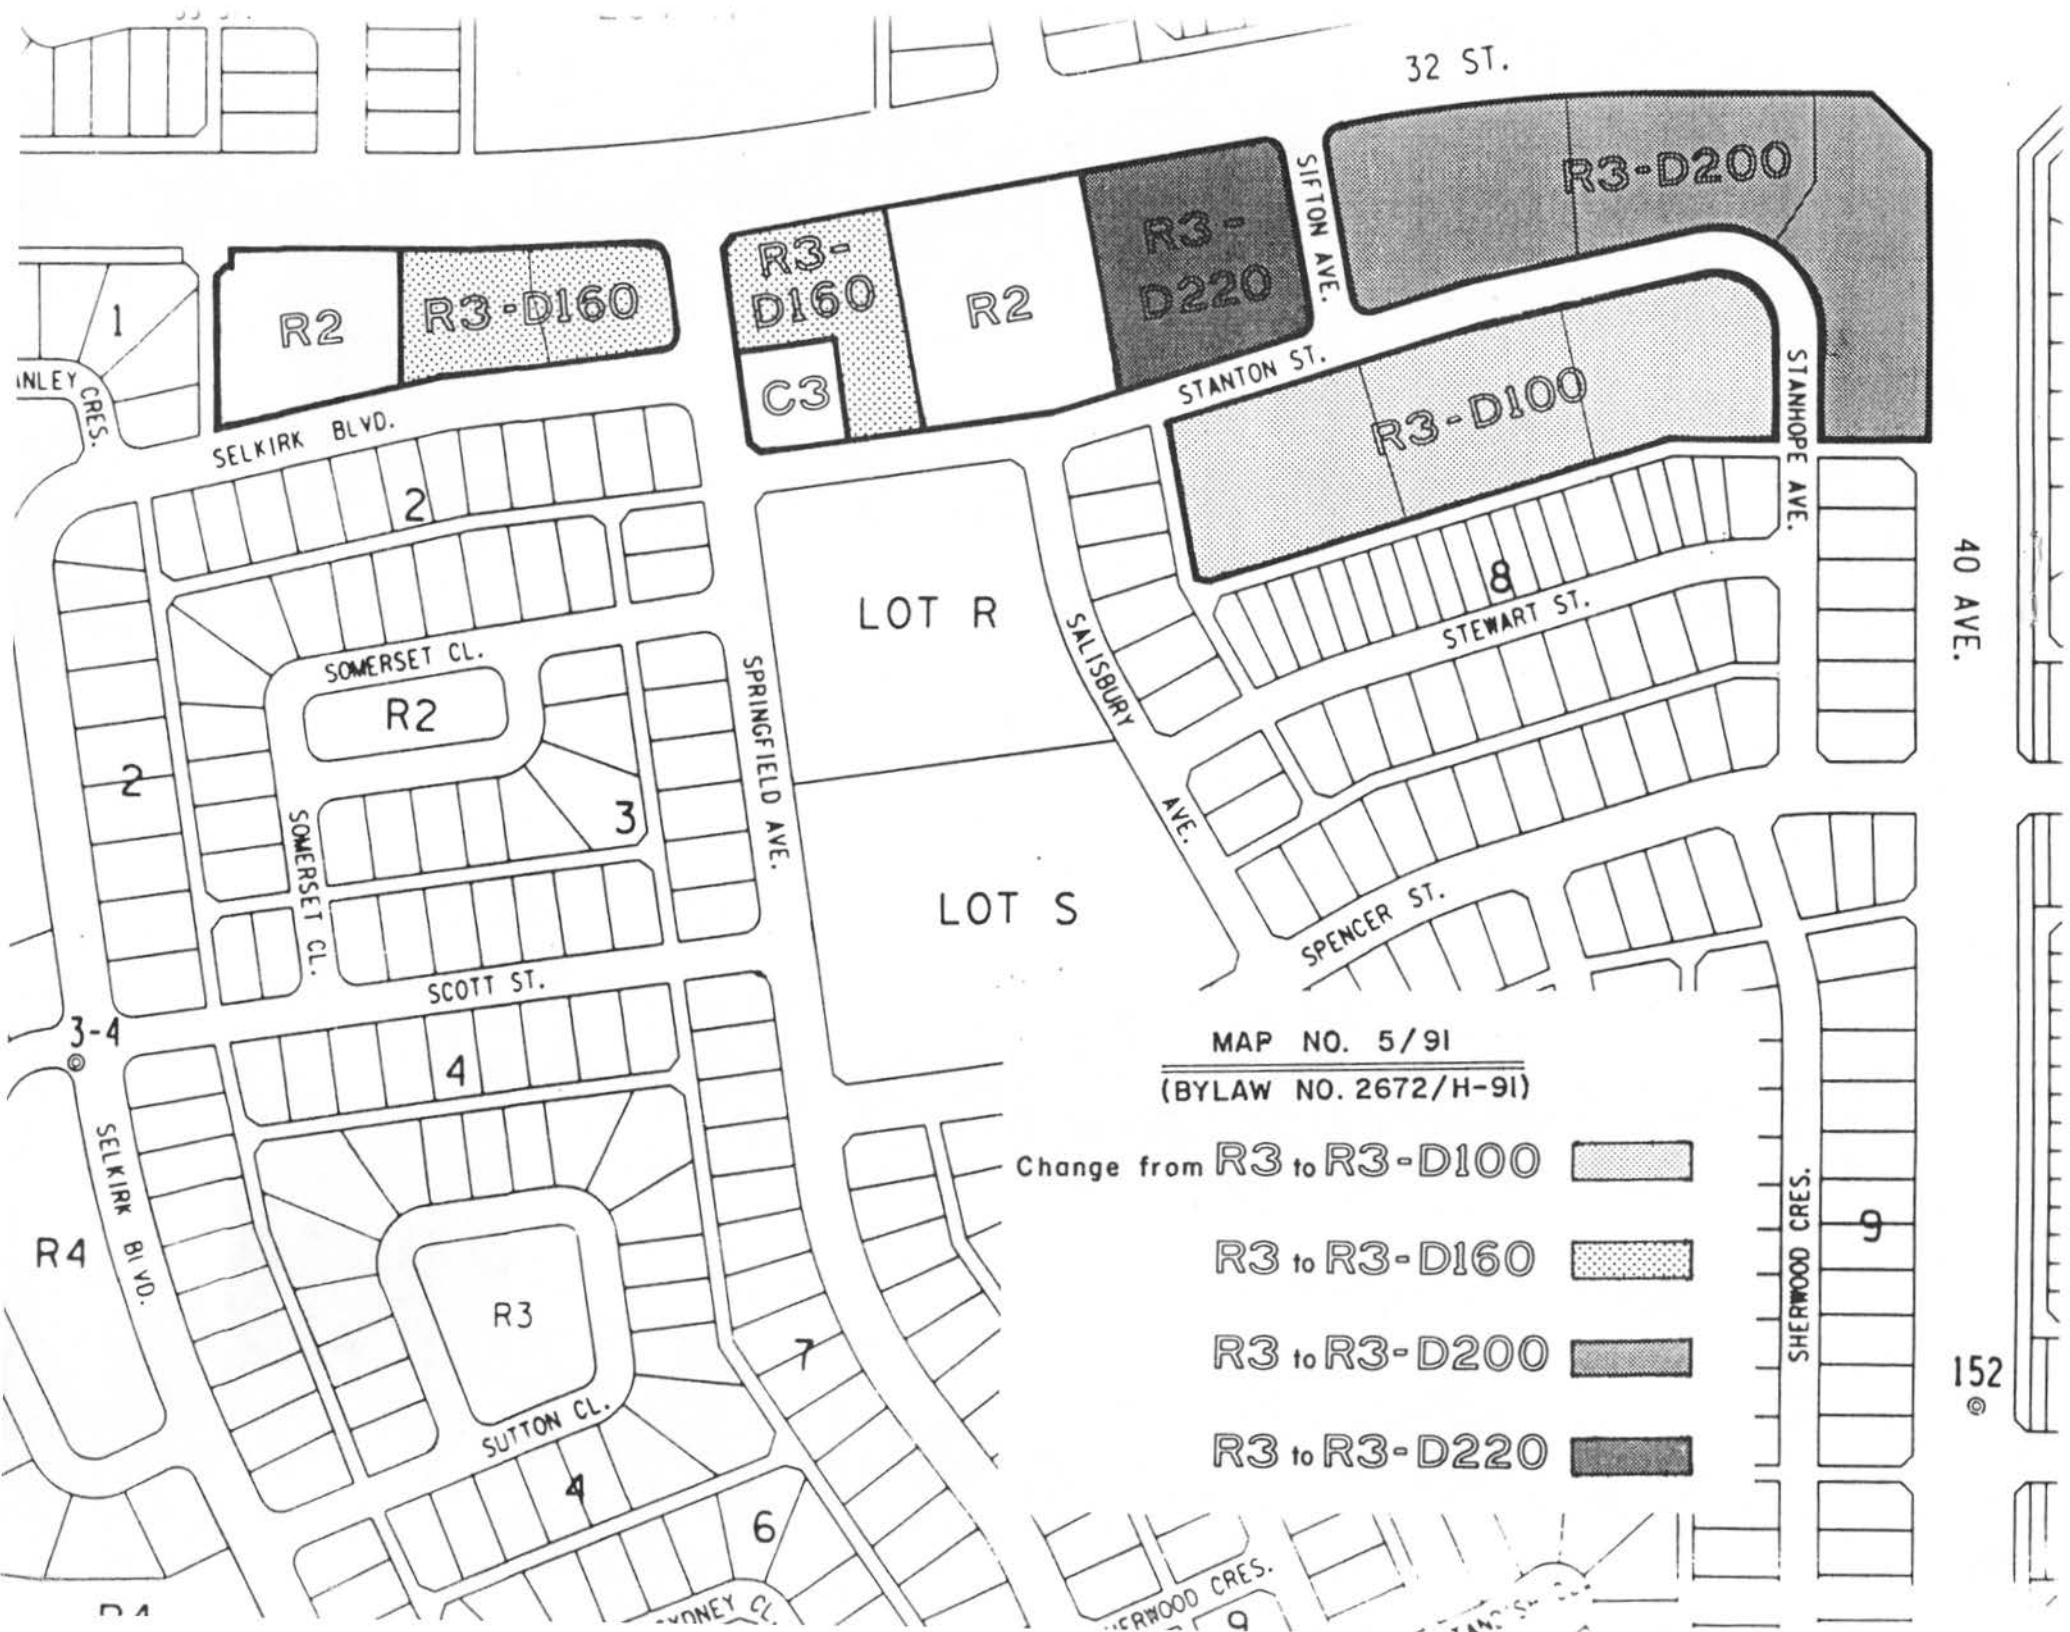 32 ST.
R3-D200
SIFTON AVE.
R3-
D220
R3-
D160
R2
R3-D160
R2
1
C3
CRES.
STANTON ST.
R3-D100
STANHOPE AVE.
SELKIRK BLVD.
2
8
STEWART ST.
40 AVE.
LOT R
SALISBURY AVE.
SOMERSET CL.
R2
SPRINGFIELD AVE.
2
3
SOMERSET CL.
LOT S
SPENCER ST.
SCOTT ST.
3-4
4
MAP NO. 5/91
(BYLAW NO. 2672/H-91)
Change from R3 to R3-D100
R3 to R3-D160
R3 to R3-D200
R3 to R3-D220
SELKIRK BLVD.
R4
R3
SHERWOOD CRES.
9
7
152
SUTTON CL.
4
6
CRES.
9